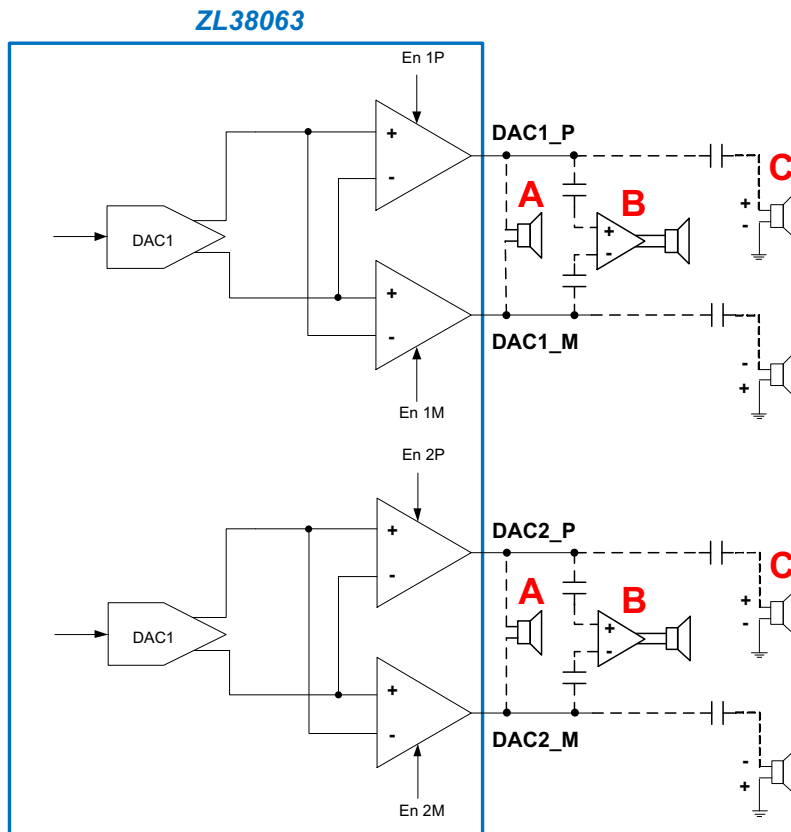 ZL38063
En 1P
DAC1_P
C
+
-
A
B
+
-
+
-
DAC1
+
-
+
-
DAC1_M
-
+
En 1M
En 2P
DAC2_P
C
+
-
A
B
+
-
+
-
DAC1
+
-
+
-
DAC2_M
-
+
En 2M